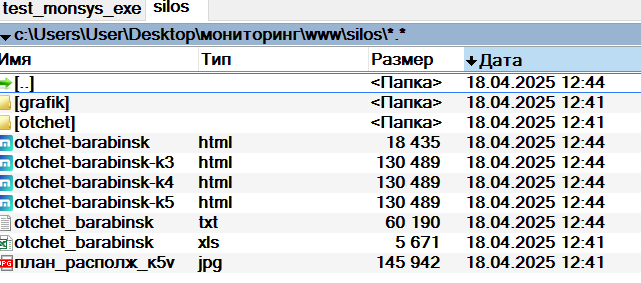 test_monsys_exe silos
c:\Users\User\Desktop\мониторинг\www\silos\*.*
Имя Тип Размер Дата
[..] <Папка> 18.04.2025 12:44
[grafik] <Папка> 18.04.2025 12:41
[otchet] <Папка> 18.04.2025 12:41
otchet-barabinsk html 18 435 18.04.2025 12:44
otchet-barabinsk-k3 html 130 489 18.04.2025 12:44
otchet-barabinsk-k4 html 130 489 18.04.2025 12:44
otchet-barabinsk-k5 html 130 489 18.04.2025 12:44
otchet_barabinsk txt 60 190 18.04.2025 12:44
otchet_barabinsk xls 5 671 18.04.2025 12:41
план_располж_к5v jpg 145 942 18.04.2025 12:41